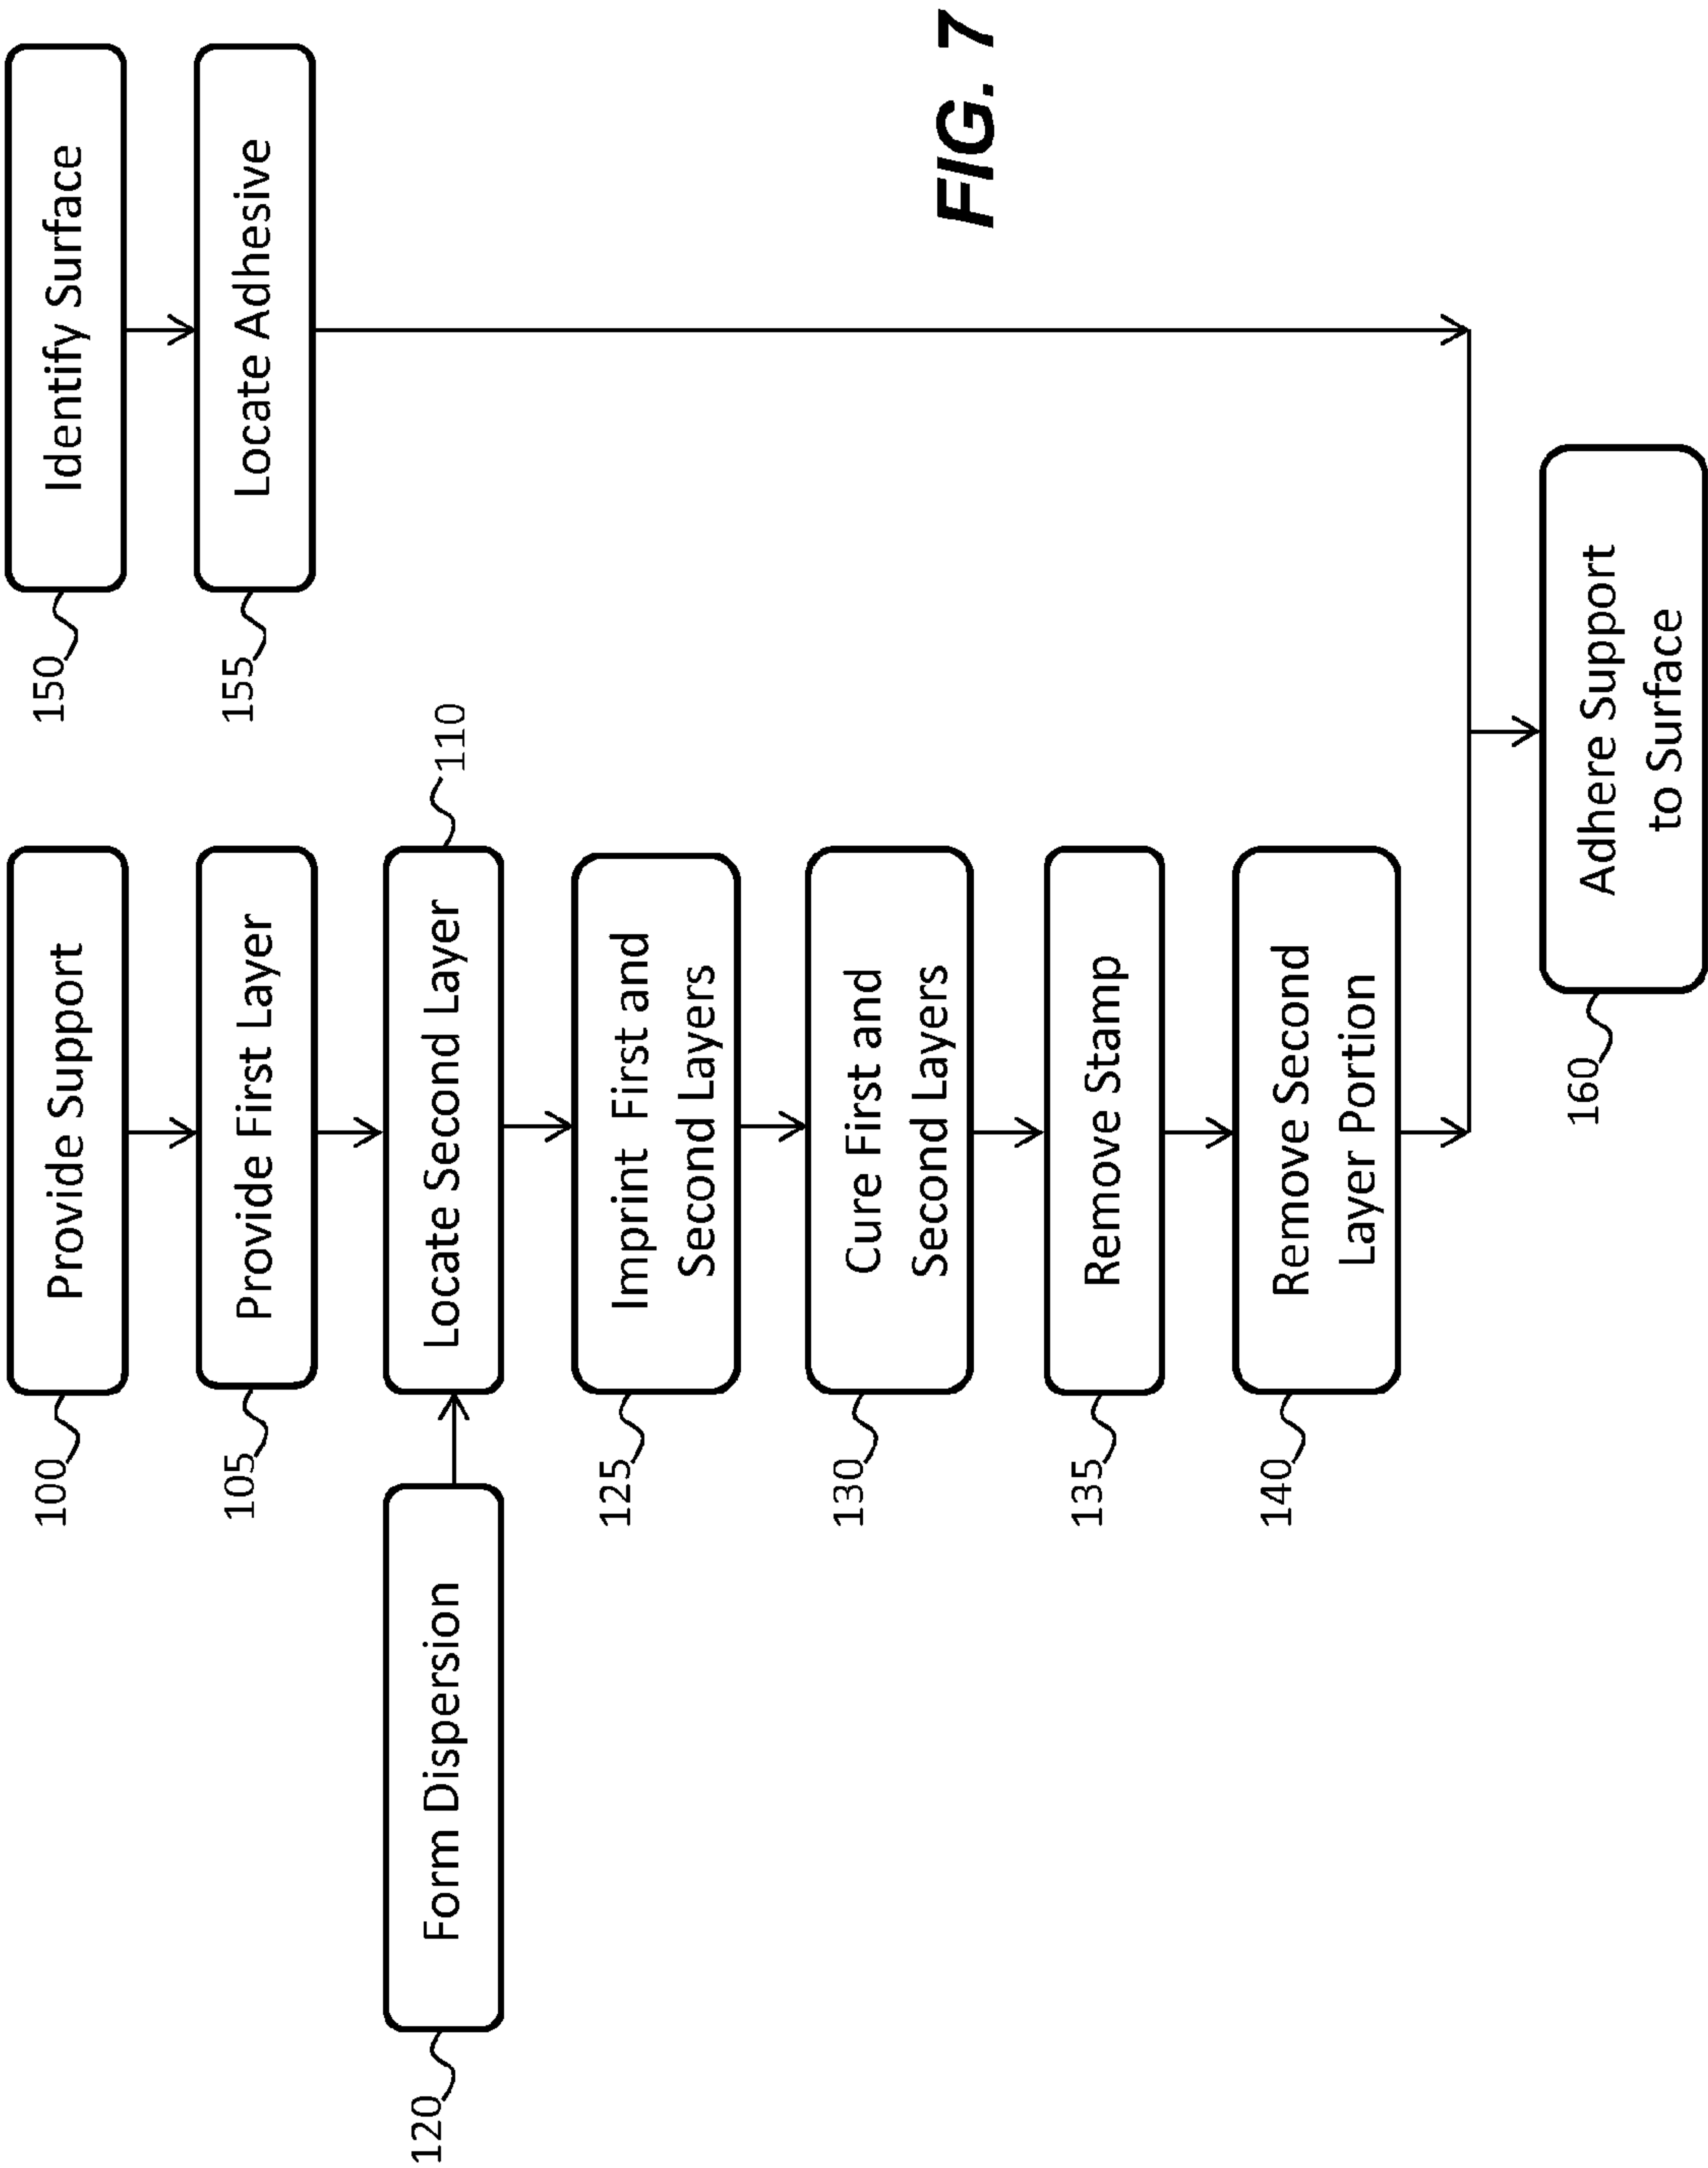 100
Provide Support
105
Provide First Layer
120
Form Dispersion
Locate Second Layer
110
125
Imprint First and
Second Layers
130
Cure First and
Second Layers
135
Remove Stamp
140
Remove Second
Layer Portion
150
Identify Surface
155
Locate Adhesive
160
Adhere Support
to Surface
FIG. 7